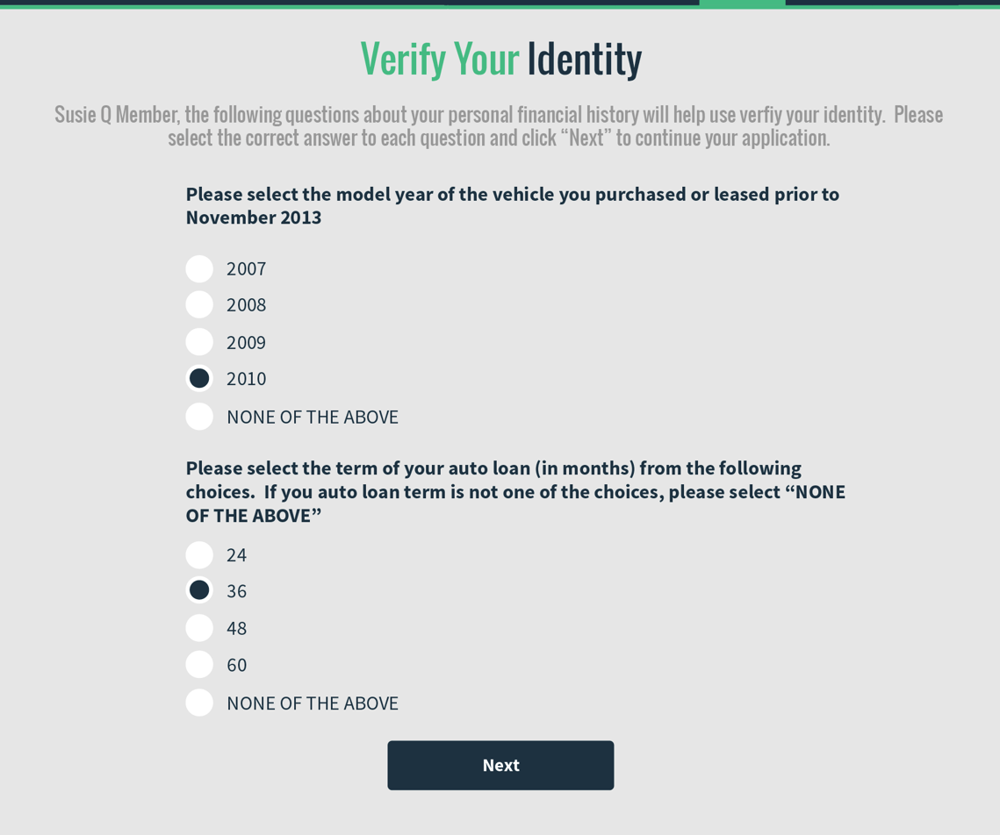 Verify Your Identity
Susie Q Member, the following questions about your personal financial history will help use verfiy your identity.  Please
select the correct answer to each question and click “Next” to continue your application.
Please select the model year of the vehicle you purchased or leased prior to
November 2013
2007
2008
2009
2010
NONE OF THE ABOVE
Please select the term of your auto loan (in months) from the following
choices.  If you auto loan term is not one of the choices, please select “NONE
OF THE ABOVE”
24
36
48
60
NONE OF THE ABOVE
Next